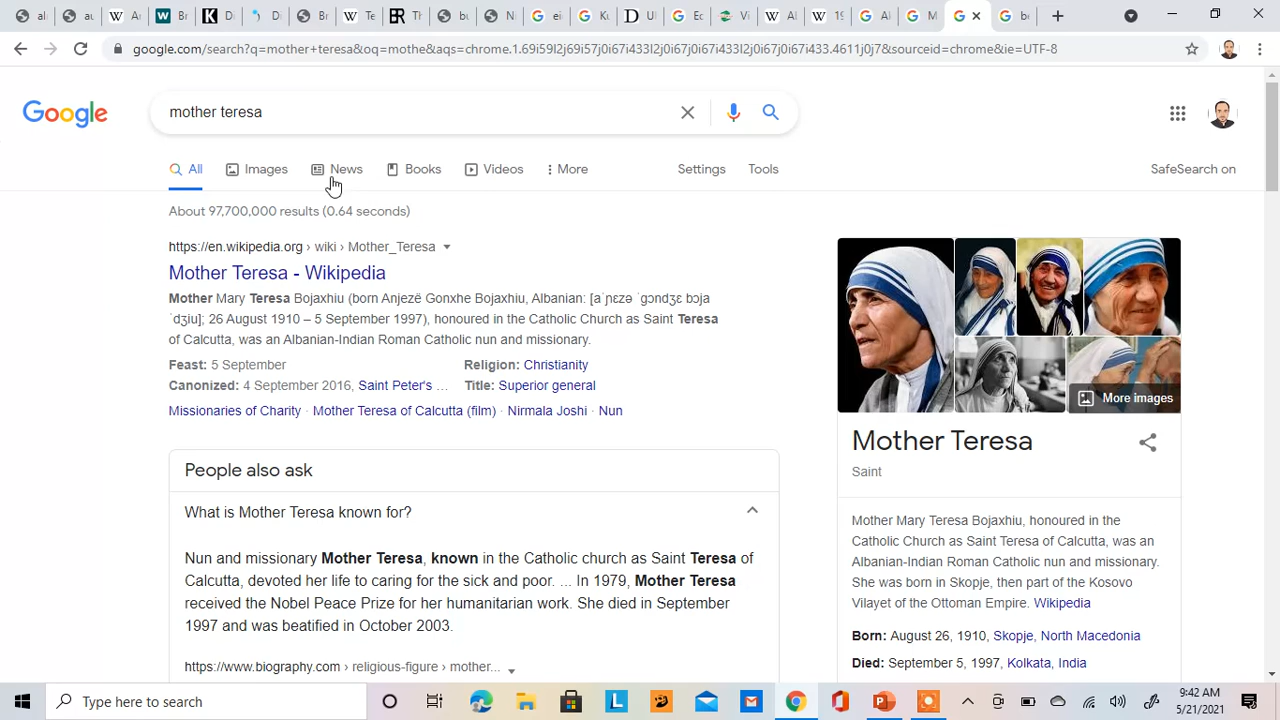 google.com/search?q=mother+teresa&oq=mothe&aqs=chrome.1.69i59l2j69i57j0i67i433l2j0i67j0i67i433.4611j0j7&sourceid=chrome&ie=UTF-8
Google
mother teresa
All Images News Books Videos More Settings Tools SafeSearch on
About 97,700,000 results (0.64 seconds)
https://en.wikipedia.org › wiki › Mother_Teresa
Mother Teresa - Wikipedia
Mother Mary Teresa Bojaxhiu (born Anjezë Gonxhe Bojaxhiu, Albanian: [aˈɲɛzə ˈɡɔndʒɛ bɔja
ˈdʒiu]; 26 August 1910 – 5 September 1997), honoured in the Catholic Church as Saint Teresa
of Calcutta, was an Albanian-Indian Roman Catholic nun and missionary.
Feast: 5 September Religion: Christianity
Canonized: 4 September 2016, Saint Peter's ... Title: Superior general
Missionaries of Charity · Mother Teresa of Calcutta (film) · Nirmala Joshi · Nun
People also ask
What is Mother Teresa known for?
Nun and missionary Mother Teresa, known in the Catholic church as Saint Teresa of
Calcutta, devoted her life to caring for the sick and poor. ... In 1979, Mother Teresa
received the Nobel Peace Prize for her humanitarian work. She died in September
1997 and was beatified in October 2003.
https://www.biography.com › religious-figure › mother...
More images
Mother Teresa
Saint
Mother Mary Teresa Bojaxhiu, honoured in the
Catholic Church as Saint Teresa of Calcutta, was an
Albanian-Indian Roman Catholic nun and missionary.
She was born in Skopje, then part of the Kosovo
Vilayet of the Ottoman Empire. Wikipedia
Born: August 26, 1910, Skopje, North Macedonia
Died: September 5, 1997, Kolkata, India
Type here to search
9:42 AM
5/21/2021